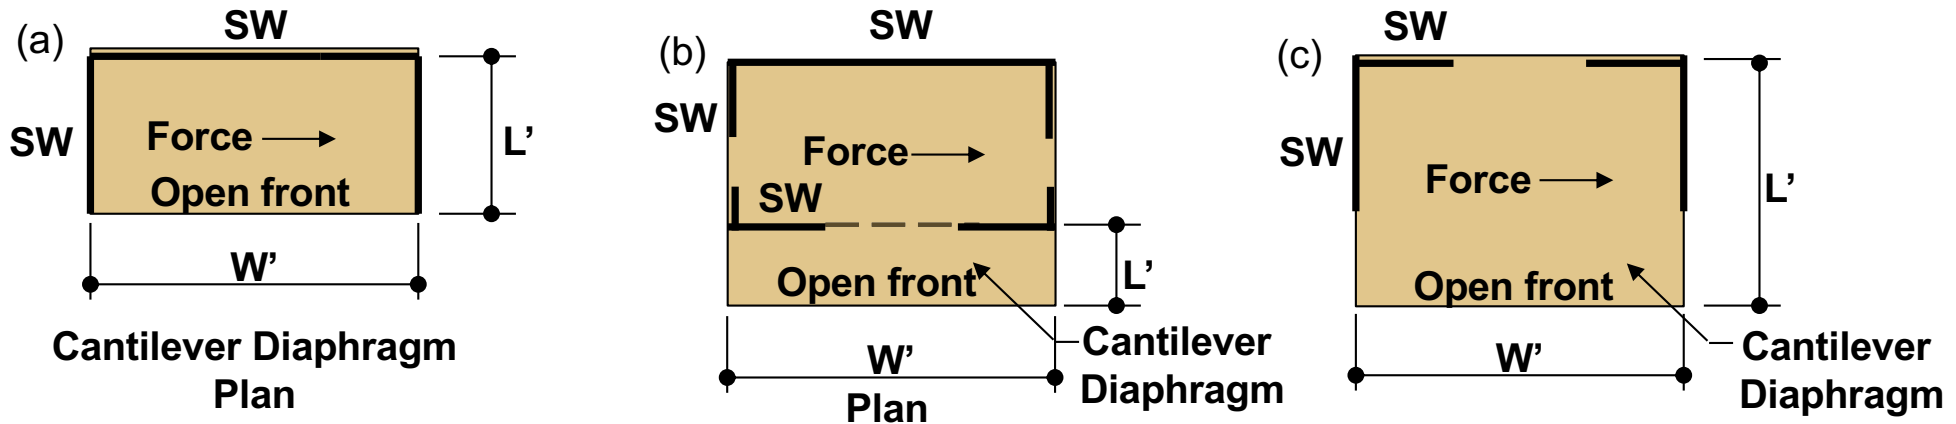 (a)
SW
SW
Force
Open front
L’
W’
Cantilever Diaphragm
Plan
(b)
SW
SW
Force
SW
Open front
L’
W’
Plan
Cantilever
Diaphragm
(c)
SW
SW
Force
Open front
L’
W’
Cantilever
Diaphragm